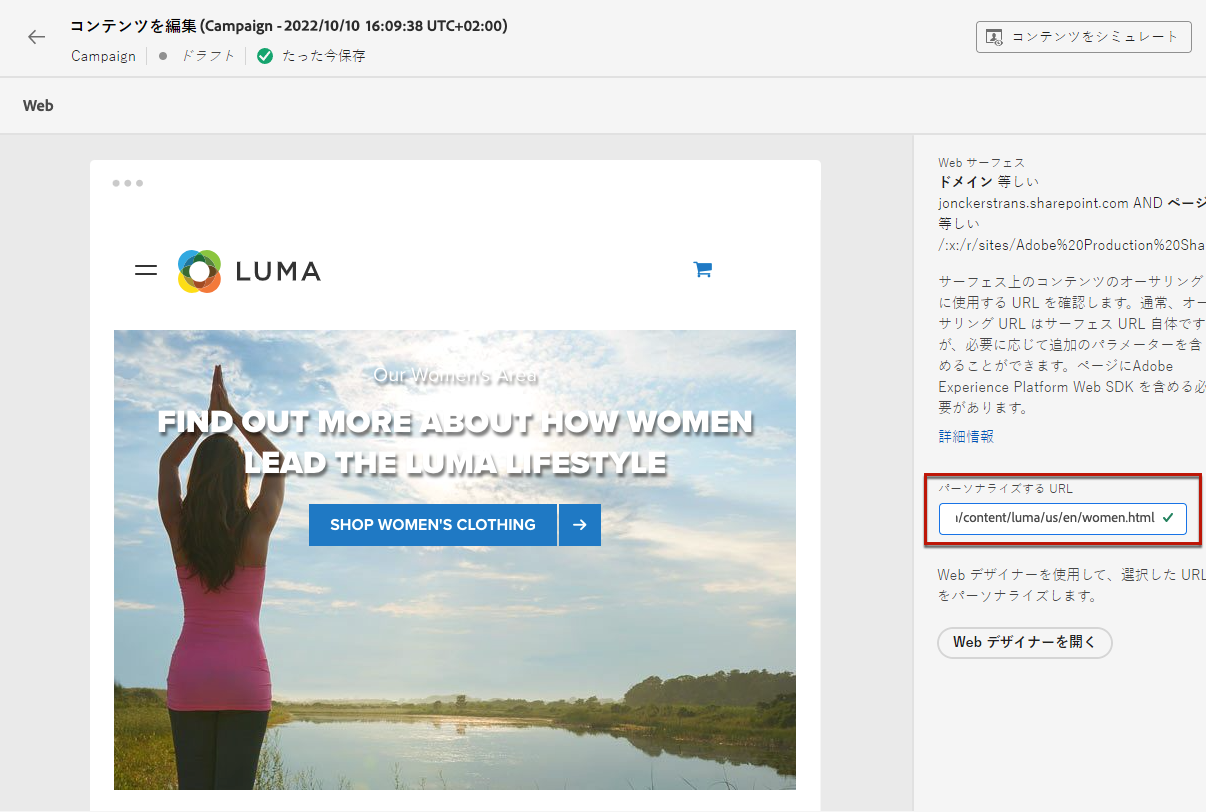 コンテンツを編集 (Campaign - 2022/10/10 16:09:38 UTC+02:00)
Campaign ドラフト たった今保存
コンテンツをシミュレート
Web
LUMA
Our Women's Area
FIND OUT MORE ABOUT HOW WOMEN
LEAD THE LUMA LIFESTYLE
SHOP WOMEN'S CLOTHING
Web サーフェス
ドメイン 等しい
jonckerstrans.sharepoint.com AND ページ
等しい
/:x:/r/sites/Adobe%20Production%20Sha
サーフェス上のコンテンツのオーサリング
に使用する URL を確認します。通常、オー
サリング URL はサーフェス URL 自体です
が、必要に応じて追加のパラメーターを含
めることができます。ページにAdobe
Experience Platform Web SDK を含める必
要があります。
詳細情報
パーソナライズする URL
/content/luma/us/en/women.html
Web デザイナーを使用して、選択した URL
をパーソナライズします。
Web デザイナーを開く